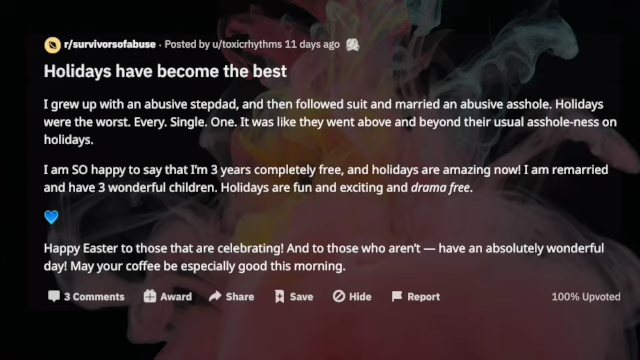 r/survivorsofabuse · Posted by u/toxicrhythms 11 days ago
Holidays have become the best
I grew up with an abusive stepdad, and then followed suit and married an abusive asshole. Holidays
were the worst. Every. Single. One. It was like they went above and beyond their usual asshole-ness on
holidays.
I am SO happy to say that I'm 3 years completely free, and holidays are amazing now! I am remarried
and have 3 wonderful children. Holidays are fun and exciting and drama free.
💙
Happy Easter to those that are celebrating! And to those who aren't — have an absolutely wonderful
day! May your coffee be especially good this morning.
3 Comments Award Share Save Hide Report 100% Upvoted